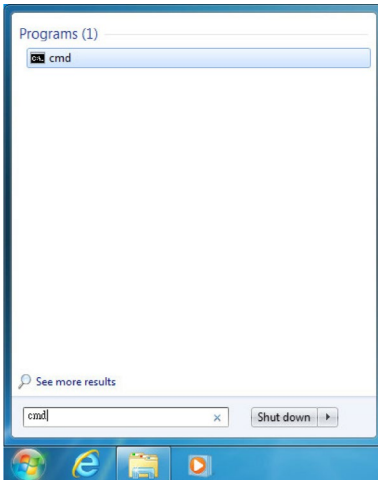 Programs (1)
C:\.
cmd
See more results
cmd
Shut down